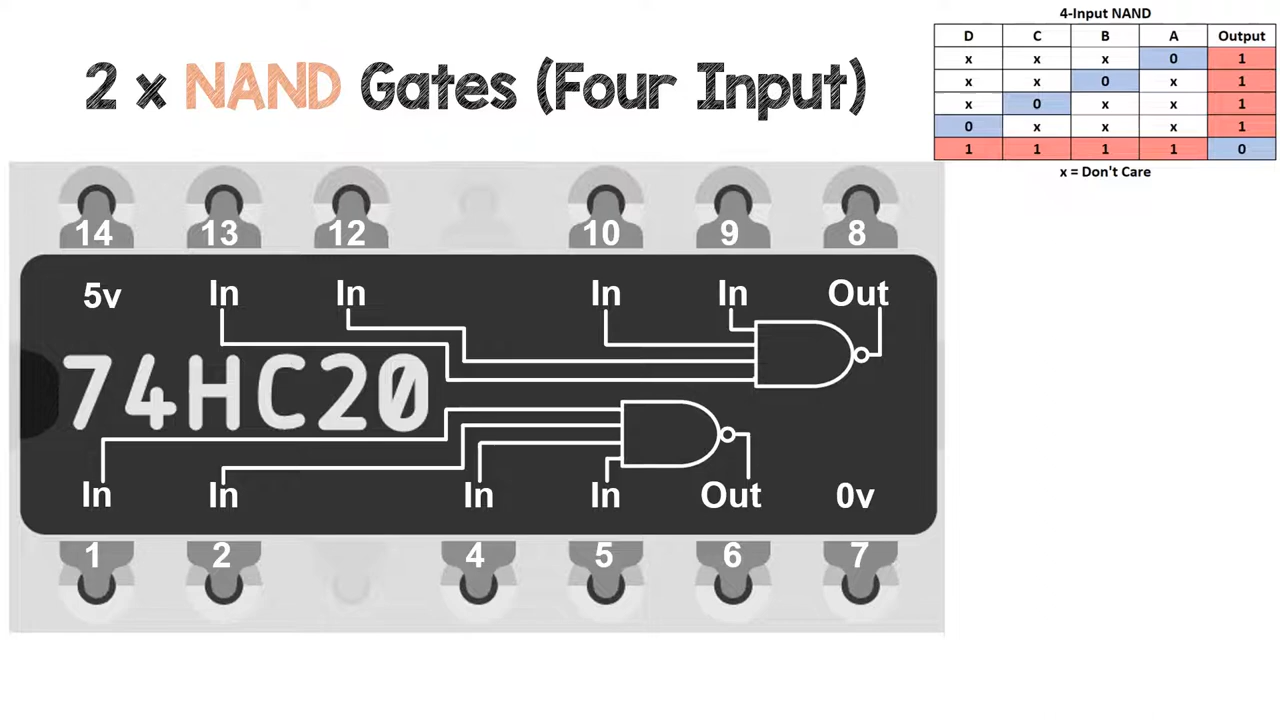 4-Input NAND
D C B A Output
x x x 0 1
x x 0 x 1
x 0 x x 1
0 x x x 1
1 1 1 1 0
x = Don't Care
2 x NAND Gates (Four Input)
14 13 12 10 9 8
5v In In In In Out
74HC20
In In In In Out 0v
1 2 4 5 6 7